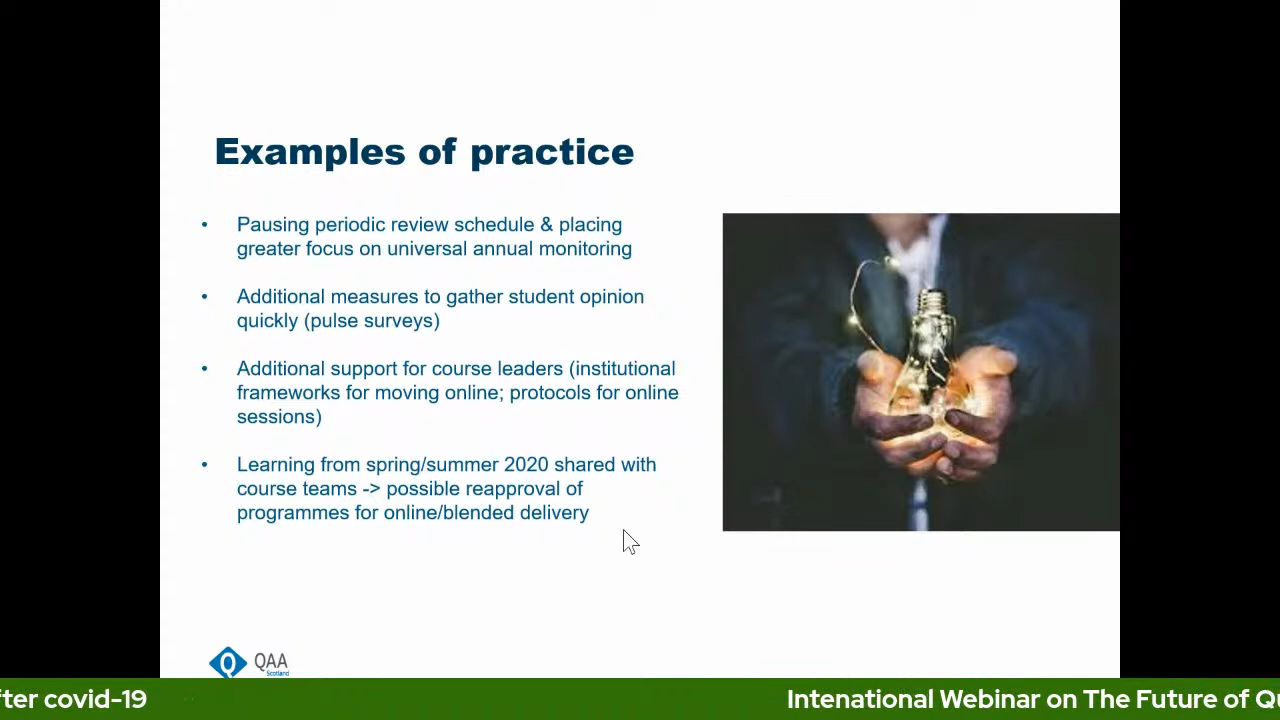 Examples of practice
• Pausing periodic review schedule & placing
greater focus on universal annual monitoring
• Additional measures to gather student opinion
quickly (pulse surveys)
• Additional support for course leaders (institutional
frameworks for moving online; protocols for online
sessions)
• Learning from spring/summer 2020 shared with
course teams -> possible reapproval of
programmes for online/blended delivery
QAA
Scotland
covid-19
Intenational Webinar on The Future of